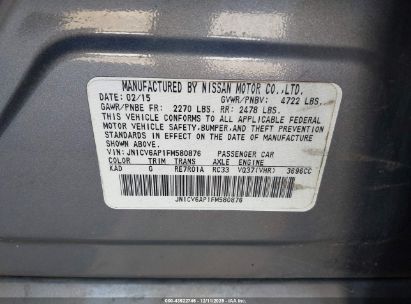 MANUFACTURED BY NISSAN MOTOR CO.,LTD.
DATE: 02/15 GVWR/PNBV: 4722 LBS.
GAWR/PNBE FR: 2270 LBS. RR: 2478 LBS.
THIS VEHICLE CONFORMS TO ALL APPLICABLE FEDERAL
MOTOR VEHICLE SAFETY,BUMPER,AND THEFT PREVENTION
STANDARDS IN EFFECT ON THE DATE OF MANUFACTURE
SHOWN ABOVE.
VIN: JN1CV6AP1FM580876 PASSENGER CAR
COLOR TRIM TRANS AXLE ENGINE
KAD G RE7R01A RC33 VQ37(VHR) 3696CC
JN1CV6AP1FM580876
12/11/2025